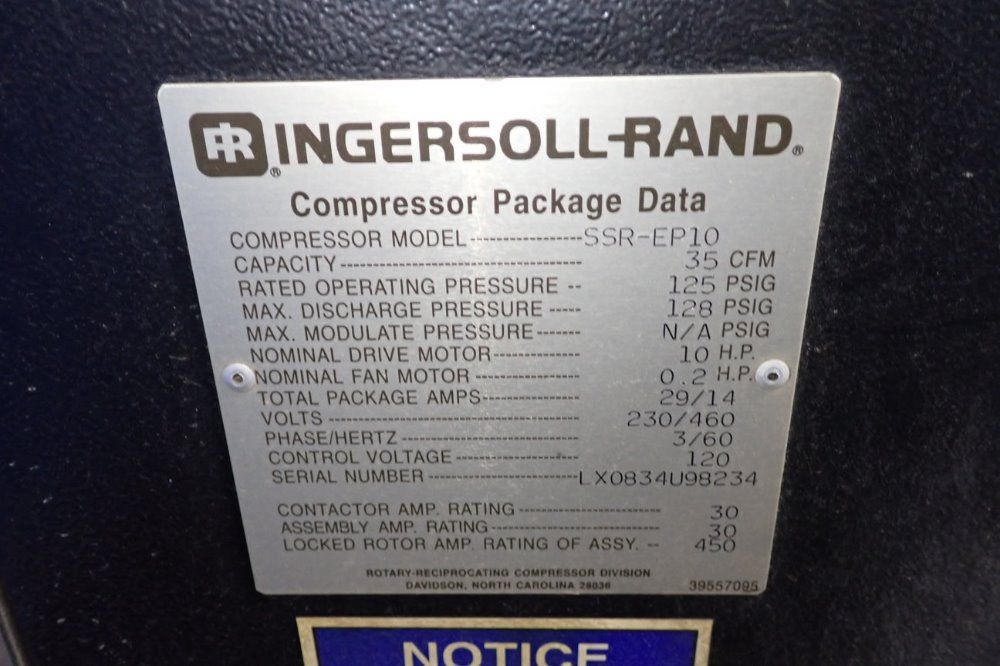 IR® INGERSOLL-RAND®
Compressor Package Data
COMPRESSOR MODEL ---------------- SSR-EP10
CAPACITY ------------------------------------ 35 CFM
RATED OPERATING PRESSURE -- 125 PSIG
MAX. DISCHARGE PRESSURE ----- 128 PSIG
MAX. MODULATE PRESSURE ------- N/A PSIG
NOMINAL DRIVE MOTOR ------------- 10 H.P.
NOMINAL FAN MOTOR ---------------- 0.2 H.P.
TOTAL PACKAGE AMPS --------------- 29/14
VOLTS ---------------------------------------- 230/460
PHASE/HERTZ ---------------------------- 3/60
CONTROL VOLTAGE ------------------- 120
SERIAL NUMBER ----------------------- LX0834U98234
CONTACTOR AMP. RATING ------------------------- 30
ASSEMBLY AMP. RATING --------------------------- 30
LOCKED ROTOR AMP. RATING OF ASSY. -- 450
ROTARY-RECIPROCATING COMPRESSOR DIVISION
DAVIDSON, NORTH CAROLINA 28036
39557095
NOTICE